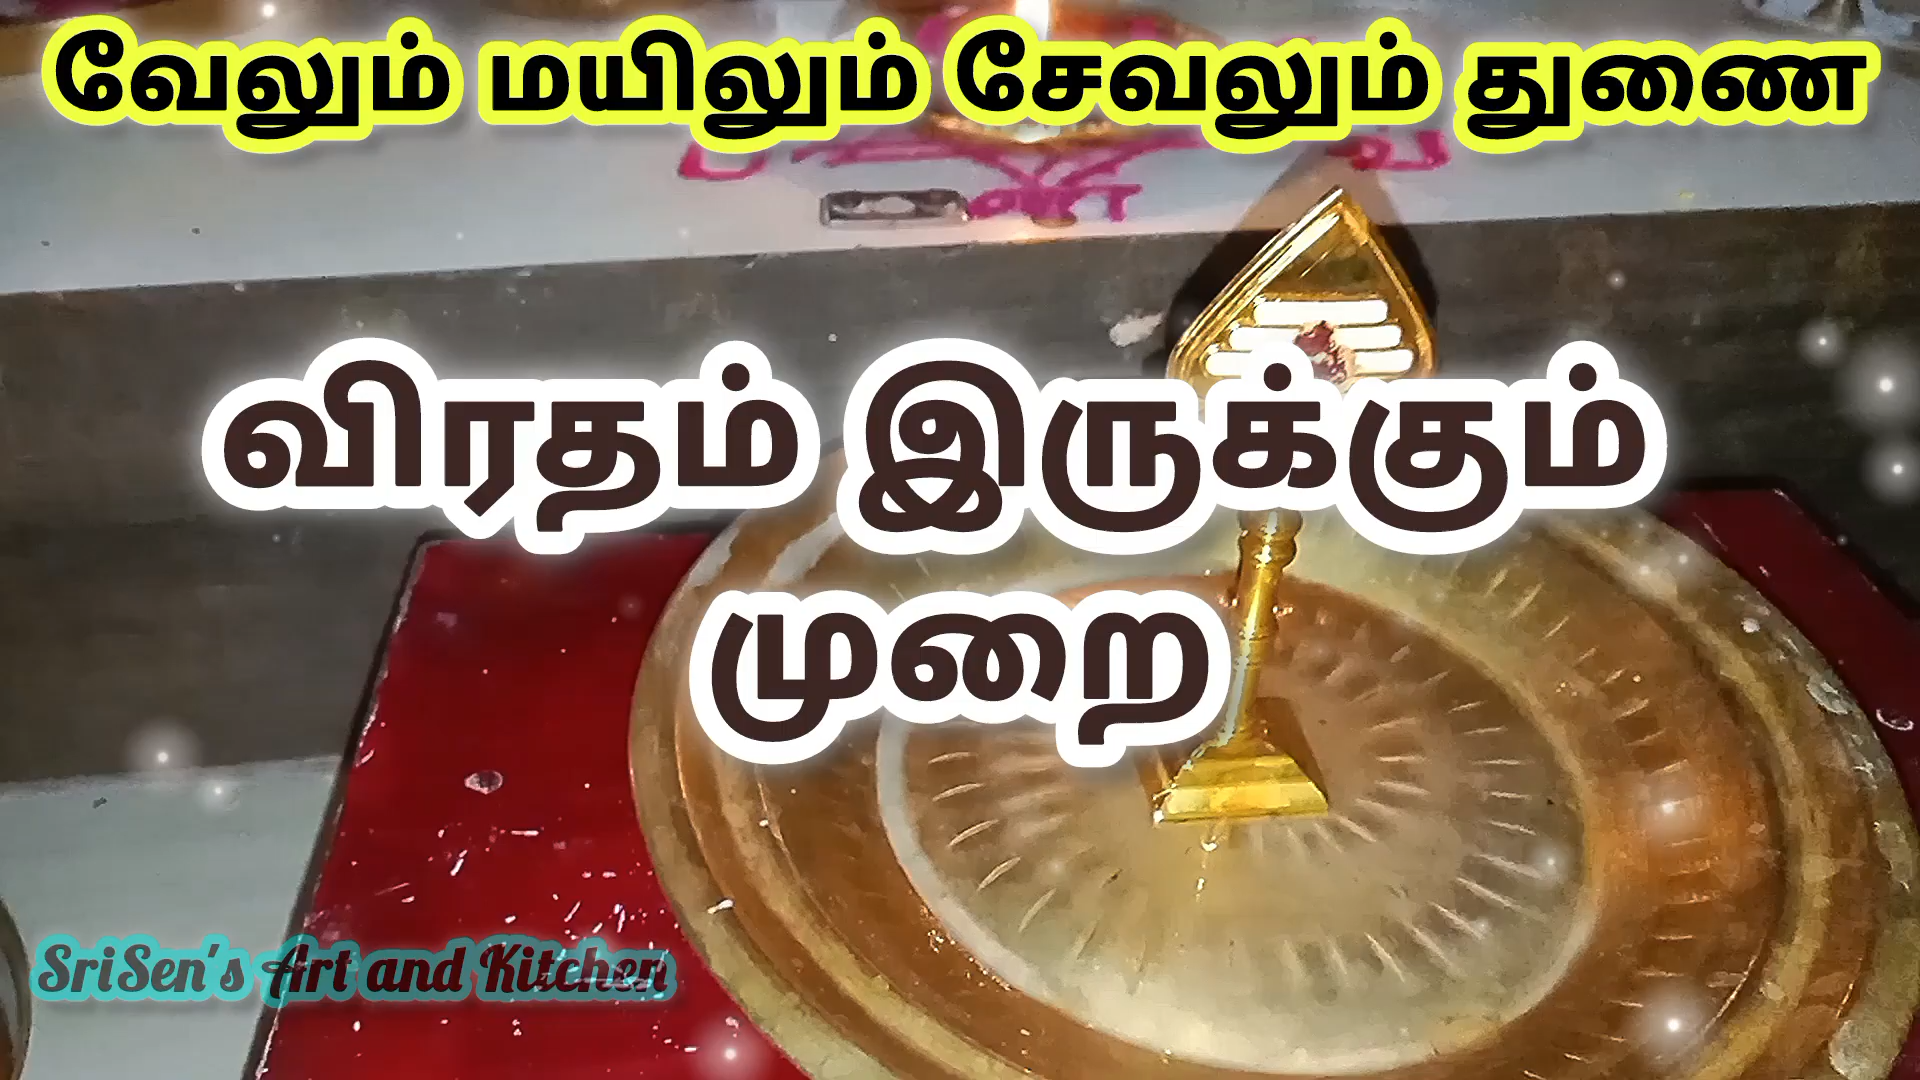 வேலும் மயிலும் சேவலும் துணை
விரதம் இருக்கும்
முறை
SriSen's Art and Kitchen